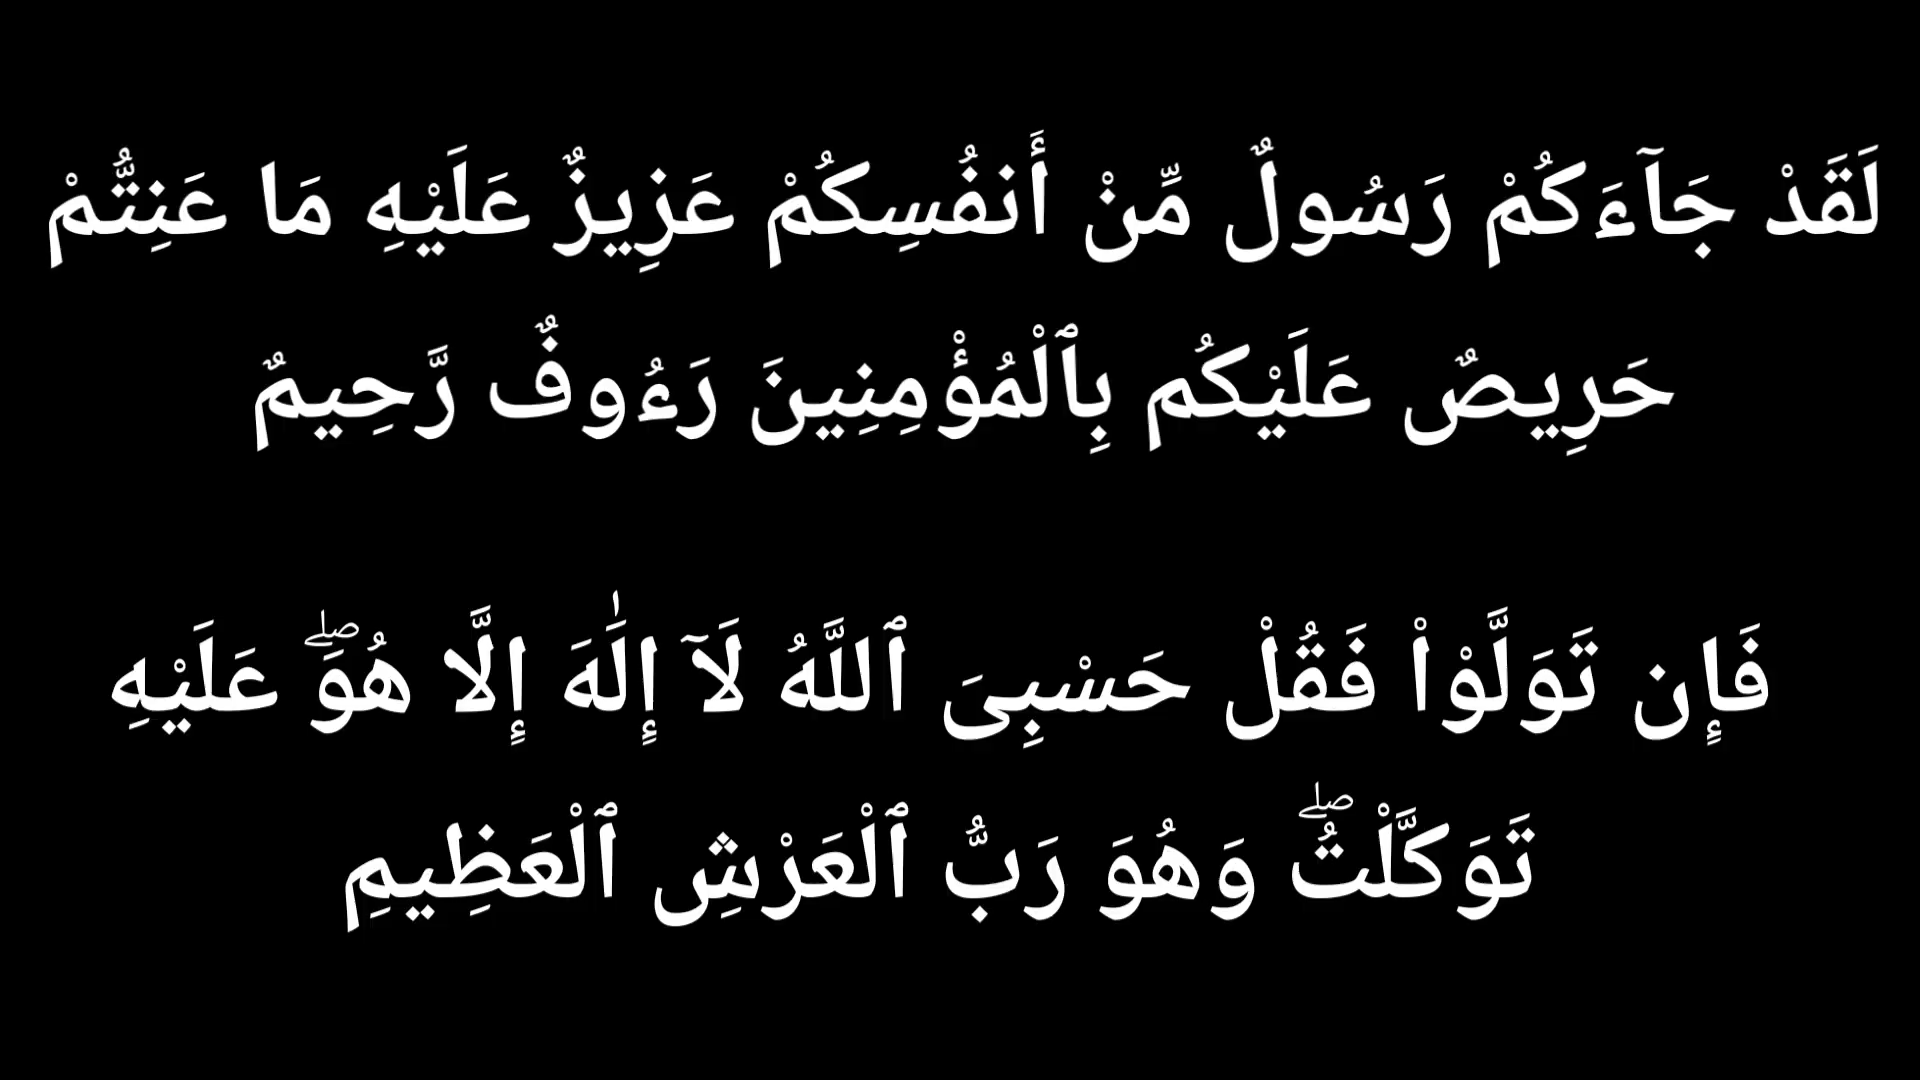 لَقَدْ جَآءَكُمْ رَسُولٌ مِّنْ أَنفُسِكُمْ عَزِيزٌ عَلَيْهِ مَا عَنِتُّمْ
حَرِيصٌ عَلَيْكُم بِٱلْمُؤْمِنِينَ رَءُوفٌ رَّحِيمٌ
فَإِن تَوَلَّوْا۟ فَقُلْ حَسْبِىَ ٱللَّهُ لَآ إِلَٰهَ إِلَّا هُوَۖ عَلَيْهِ
تَوَكَّلْتُۖ وَهُوَ رَبُّ ٱلْعَرْشِ ٱلْعَظِيمِ